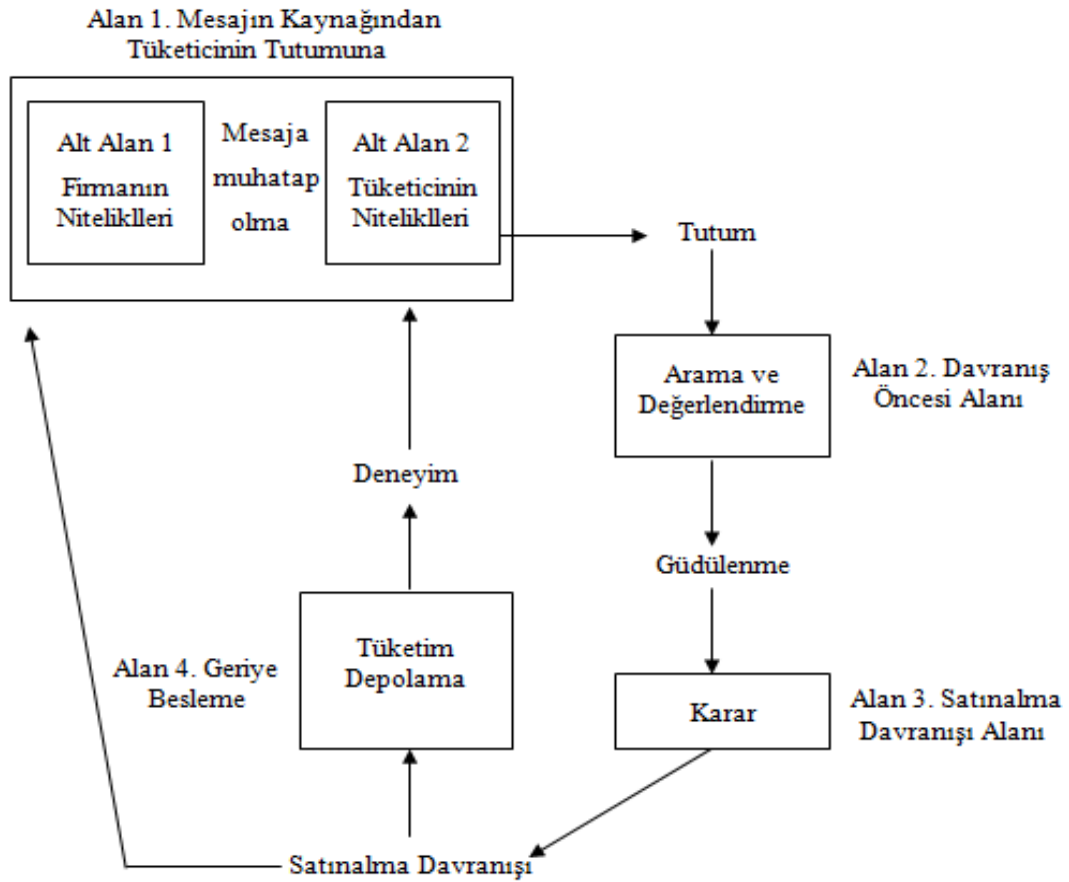 Alan 1. Mesajın Kaynağından
Tüketicinin Tutumuna
Alt Alan 1
Firmanın
Niteliklleri
Mesaja
muhatap
olma
Alt Alan 2
Tüketicinin
Niteliklleri
Tutum
Arama ve
Değerlendirme
Alan 2. Davranış
Öncesi Alanı
Güdülenme
Karar
Alan 3. Satınalma
Davranışı Alanı
Satınalma Davranışı
Tüketim
Depolama
Alan 4. Geriye
Besleme
Deneyim